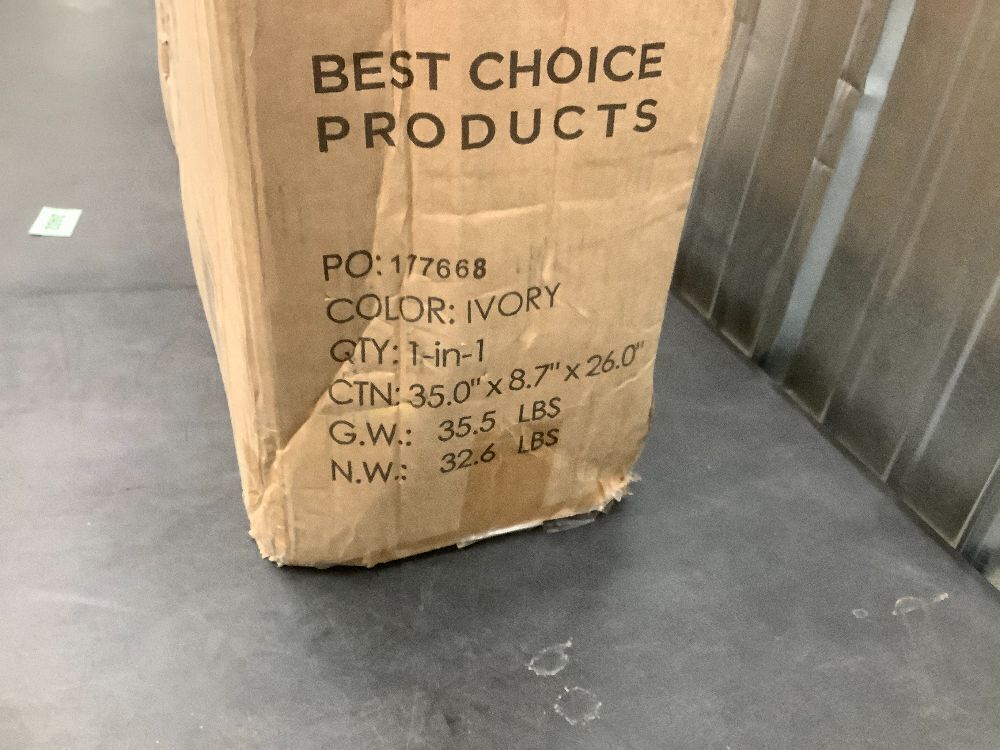 BEST CHOICE
PRODUCTS
PO: 117668
COLOR: IVORY
QTY: 1-in-1
CTN: 35.0" x 8.7" x 26.0"
G.W.: 35.5 LBS
N.W.: 32.6 LBS